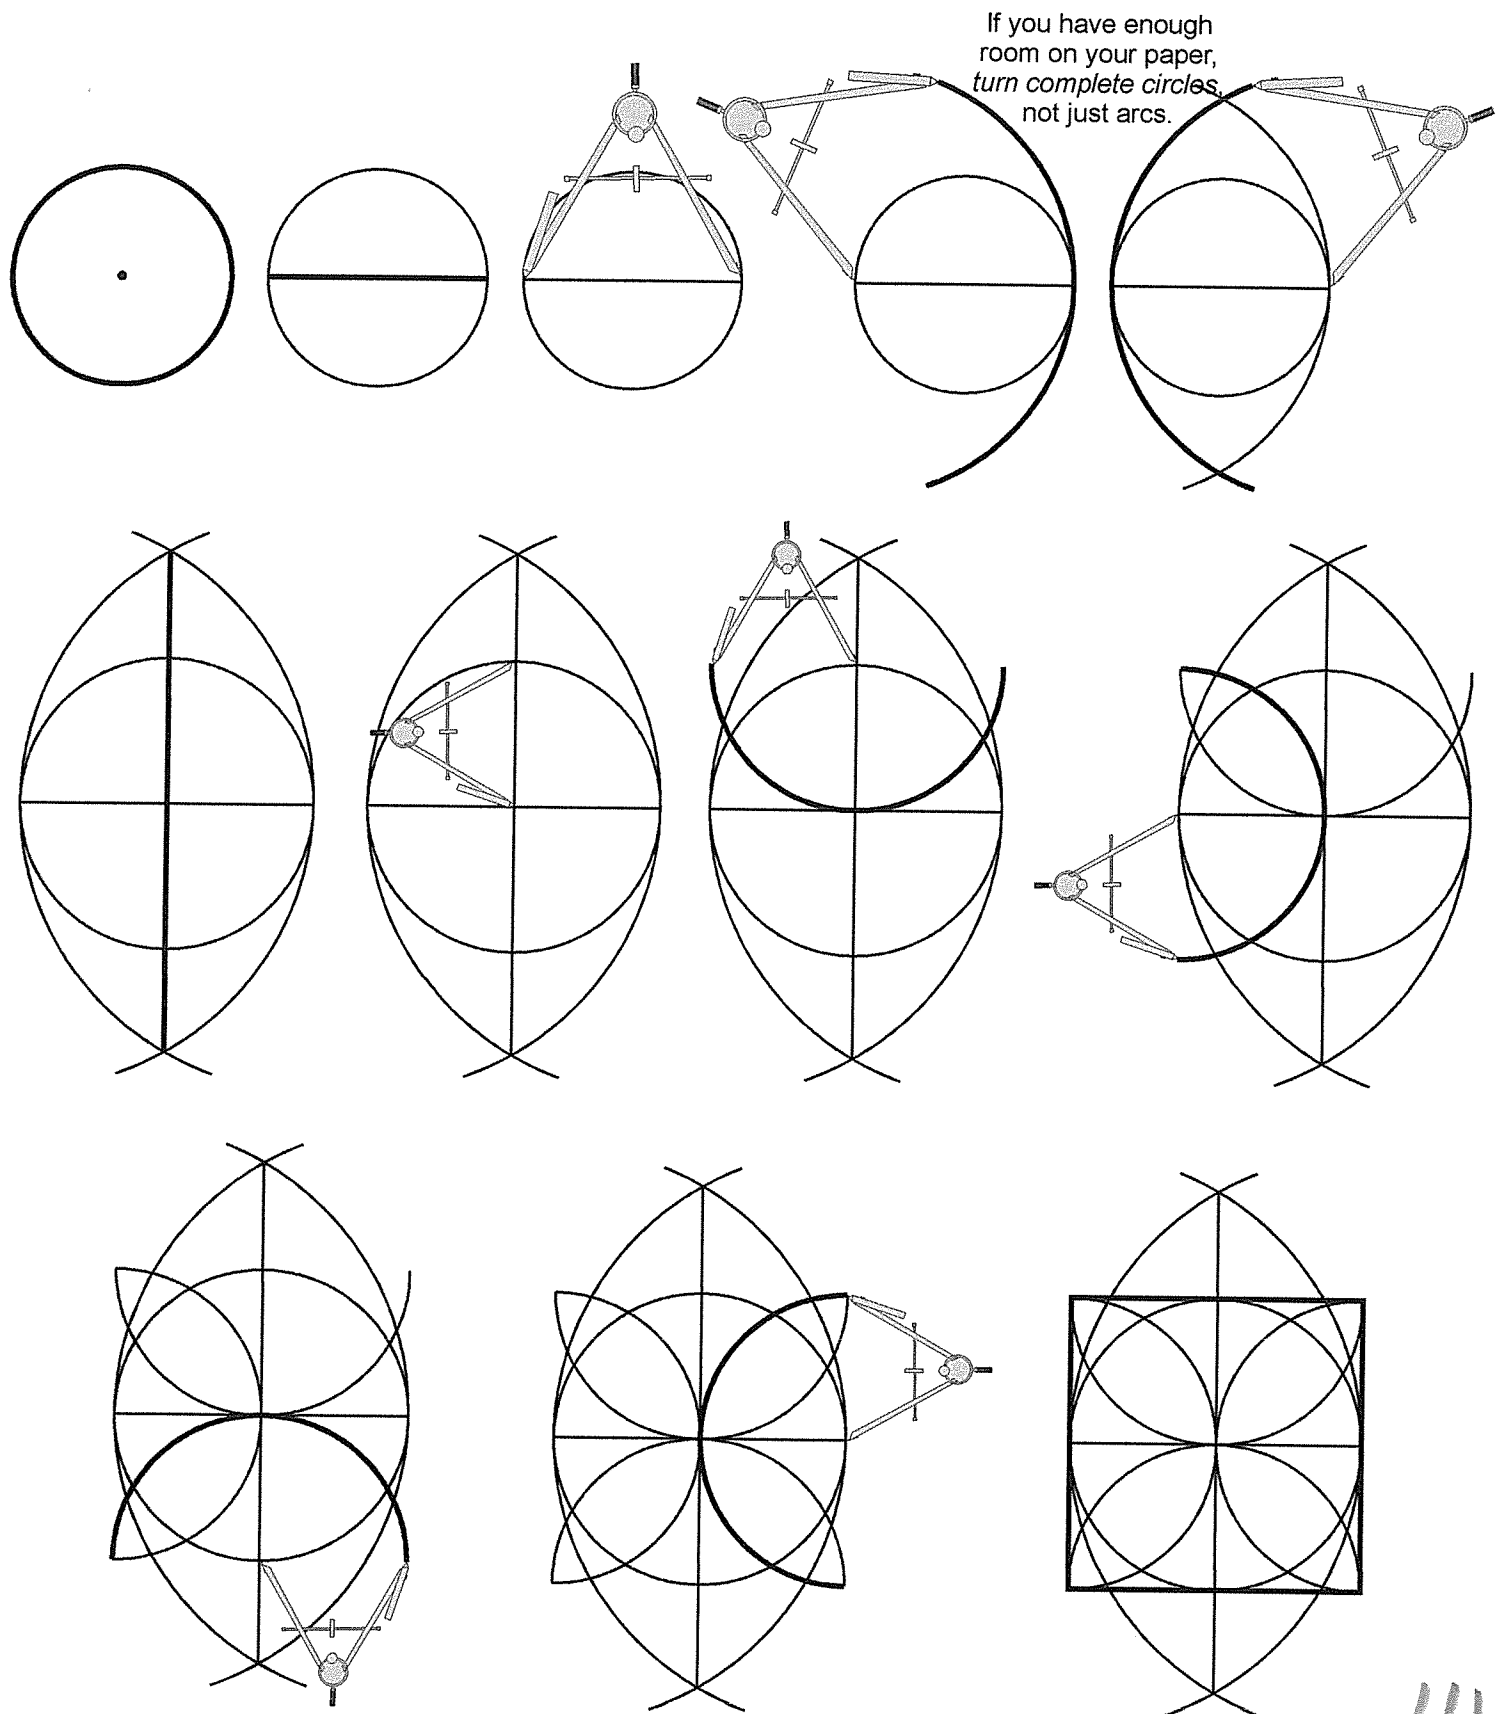 If you have enough
room on your paper,
turn complete circles,
not just arcs.